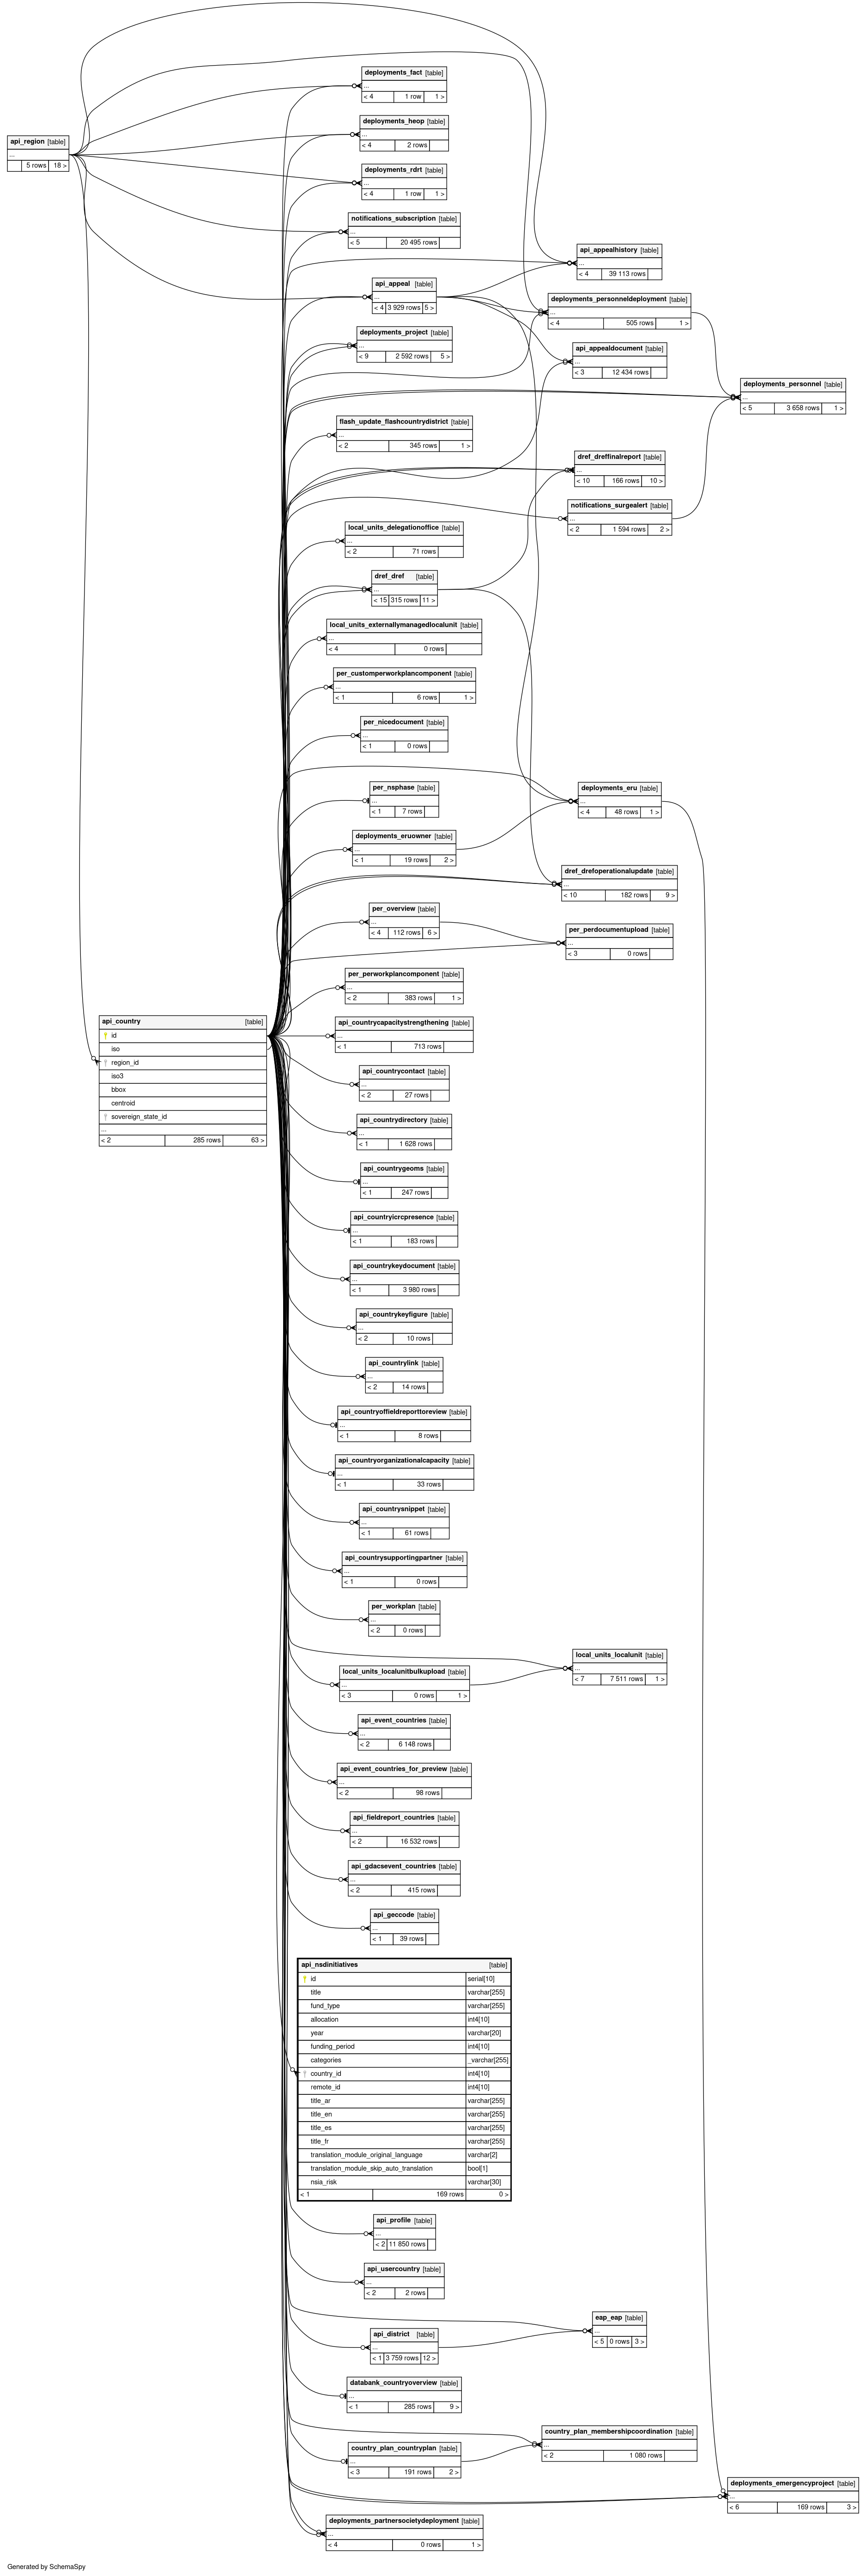 deployments_fact [table]
...
< 4 1 row 1 >
deployments_heop [table]
...
< 4 2 rows
api_region [table]
...
5 rows 18 >
deployments_rdrt [table]
...
< 4 1 row 1 >
notifications_subscription [table]
...
< 5 20 495 rows
api_appealhistory [table]
...
< 4 39 113 rows
api_appeal [table]
...
< 4 3 929 rows 5 >
deployments_personneldeployment [table]
...
< 4 505 rows 1 >
deployments_project [table]
...
< 9 2 592 rows 5 >
api_appealdocument [table]
...
< 3 12 434 rows
deployments_personnel [table]
...
< 5 3 658 rows 1 >
flash_update_flashcountrydistrict [table]
...
< 2 345 rows 1 >
dref_dreffinalreport [table]
...
< 10 166 rows 10 >
notifications_surgealert [table]
...
< 2 1 594 rows 2 >
local_units_delegationoffice [table]
...
< 2 71 rows
dref_dref [table]
...
< 15 315 rows 11 >
local_units_externallymanagedlocalunit [table]
...
< 4 0 rows
per_customperworkplancomponent [table]
...
< 1 6 rows 1 >
per_nicedocument [table]
...
< 1 0 rows
per_nsphase [table]
...
< 1 7 rows
deployments_eru [table]
...
< 4 48 rows 1 >
deployments_eruowner [table]
...
< 1 19 rows 2 >
dref_drefoperationalupdate [table]
...
< 10 182 rows 9 >
per_overview [table]
...
< 4 112 rows 6 >
per_perdocumentupload [table]
...
< 3 0 rows
per_perworkplancomponent [table]
...
< 2 383 rows 1 >
api_country [table]
id
iso
region_id
iso3
bbox
centroid
sovereign_state_id
...
< 2 285 rows 63 >
api_countrycapacitystrengthening [table]
...
< 1 713 rows
api_countrycontact [table]
...
< 2 27 rows
api_countrydirectory [table]
...
< 1 1 628 rows
api_countrygeoms [table]
...
< 1 247 rows
api_countryicrcpresence [table]
...
< 1 183 rows
api_countrykeydocument [table]
...
< 1 3 980 rows
api_countrykeyfigure [table]
...
< 2 10 rows
api_countrylink [table]
...
< 2 14 rows
api_countryoffieldreporttoreview [table]
...
< 1 8 rows
api_countryorganizationalcapacity [table]
...
< 1 33 rows
api_countrysnippet [table]
...
< 1 61 rows
api_countrysupportingpartner [table]
...
< 1 0 rows
per_workplan [table]
...
< 2 0 rows
local_units_localunit [table]
...
< 7 7 511 rows 1 >
local_units_localunitbulkupload [table]
...
< 3 0 rows 1 >
api_event_countries [table]
...
< 2 6 148 rows
api_event_countries_for_preview [table]
...
< 2 98 rows
api_fieldreport_countries [table]
...
< 2 16 532 rows
api_gdacsevent_countries [table]
...
< 2 415 rows
api_geccode [table]
...
< 1 39 rows
api_nsdinitiatives [table]
id serial[10]
title varchar[255]
fund_type varchar[255]
allocation int4[10]
year varchar[20]
funding_period int4[10]
categories _varchar[255]
country_id int4[10]
remote_id int4[10]
title_ar varchar[255]
title_en varchar[255]
title_es varchar[255]
title_fr varchar[255]
translation_module_original_language varchar[2]
translation_module_skip_auto_translation bool[1]
nsia_risk varchar[30]
< 1 169 rows 0 >
api_profile [table]
...
< 2 11 850 rows
api_usercountry [table]
...
< 2 2 rows
eap_eap [table]
...
< 5 0 rows 3 >
api_district [table]
...
< 1 3 759 rows 12 >
databank_countryoverview [table]
...
< 1 285 rows 9 >
country_plan_membershipcoordination [table]
...
< 2 1 080 rows
country_plan_countryplan [table]
...
< 3 191 rows 2 >
deployments_emergencyproject [table]
...
< 6 169 rows 3 >
deployments_partnersocietydeployment [table]
...
< 4 0 rows 1 >
Generated by SchemaSpy